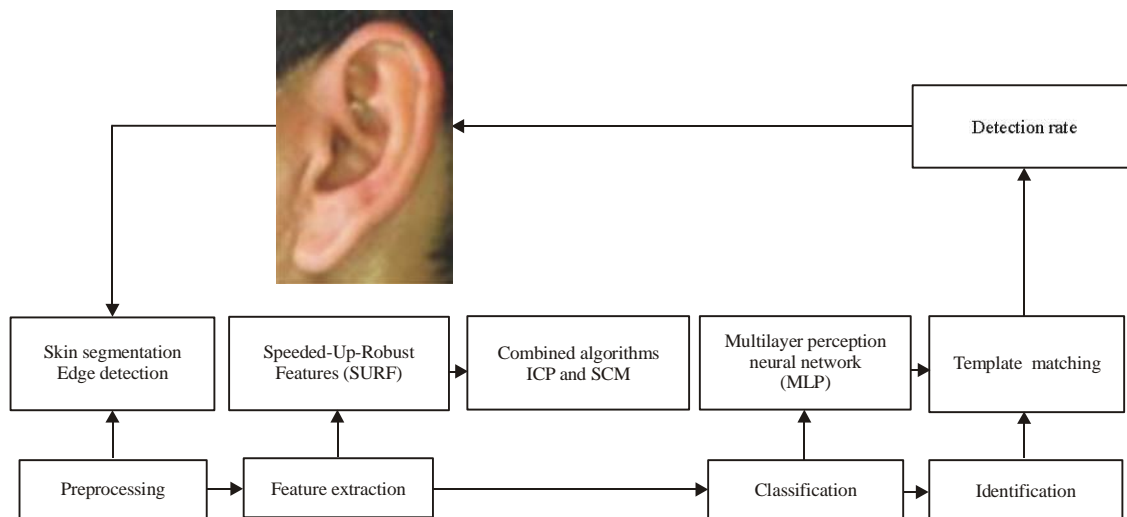 Detection rate
Skin segmentation
Edge detection
Speeded-Up-Robust
Features (SURF)
Combined algorithms
ICP and SCM
Multilayer perception
neural network
(MLP)
Template matching
Preprocessing
Feature extraction
Classification
Identification